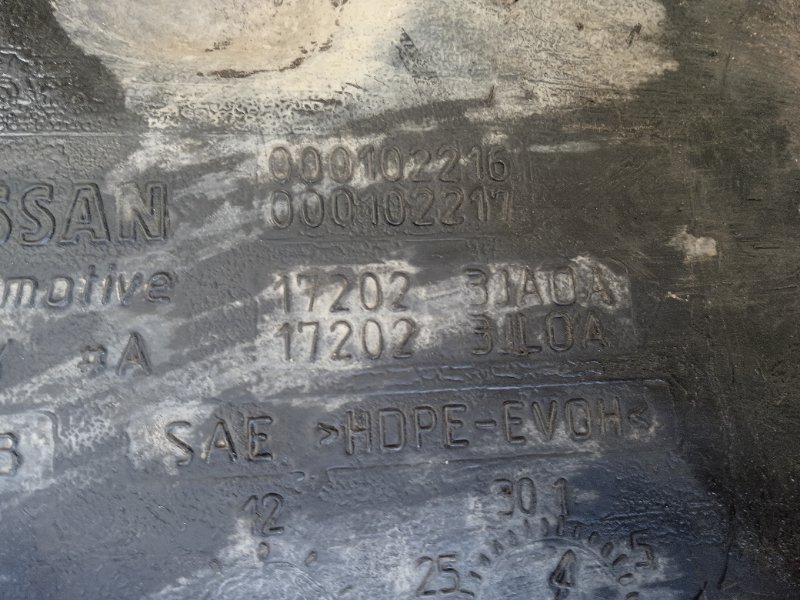 000102216
SSAN 000102217
motive 17202 3JA0A
#A 17202 3JL0A
B SAE >HDPE-EVOH<
12 30 1
25 4 5